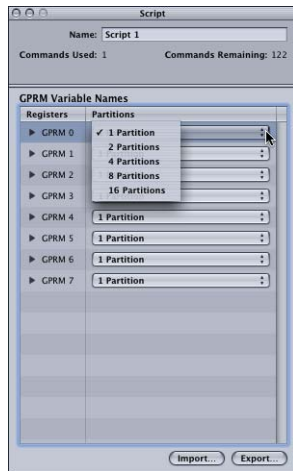 Script
Name: Script 1
Commands Used: 1 Commands Remaining: 122
GPRM Variable Names
Registers Partitions
GPRM 0 ✓ 1 Partition
2 Partitions
GPRM 1
4 Partitions
GPRM 2 8 Partitions
16 Partitions
GPRM 3
GPRM 4 1 Partition
GPRM 5 1 Partition
GPRM 6 1 Partition
GPRM 7 1 Partition
Import... Export...